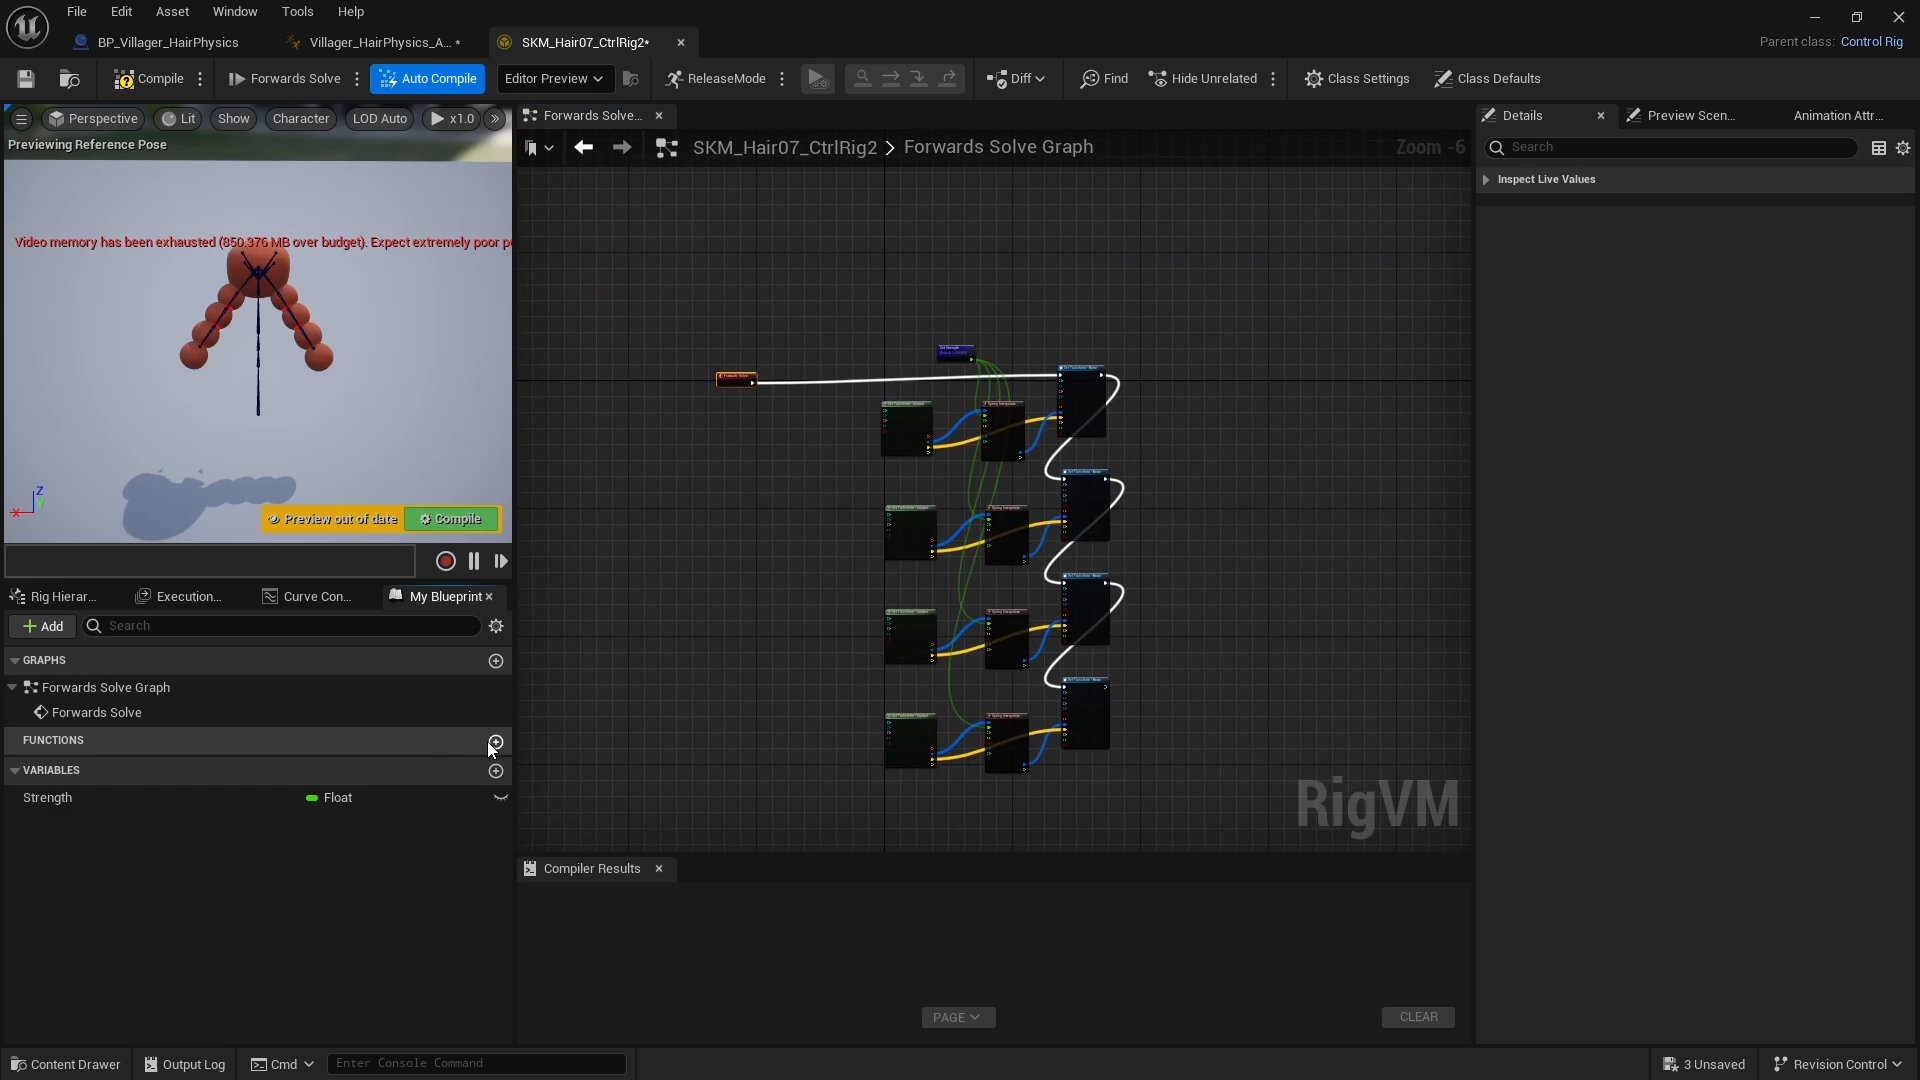 File Edit Asset Window Tools Help
BP_Villager_HairPhysics Villager_HairPhysics_A... * SKM_Hair07_CtrlRig2*
Parent class: Control Rig
Compile Forwards Solve Auto Compile Editor Preview ReleaseMode Diff Find Hide Unrelated Class Settings Class Defaults
Perspective Lit Show Character LOD Auto x1.0
Previewing Reference Pose
Forwards Solve...
SKM_Hair07_CtrlRig2 > Forwards Solve Graph
Zoom -6
Details Preview Scen... Animation Attr...
Search
Inspect Live Values
Video memory has been exhausted (850.376 MB over budget). Expect extremely poor p
Z
Y
X
Preview out of date Compile
Rig Hierar... Execution... Curve Con... My Blueprint
Add Search
GRAPHS
Forwards Solve Graph
Forwards Solve
FUNCTIONS
VARIABLES
Strength Float
RigVM
Compiler Results
PAGE CLEAR
Content Drawer Output Log Cmd Enter Console Command 3 Unsaved Revision Control